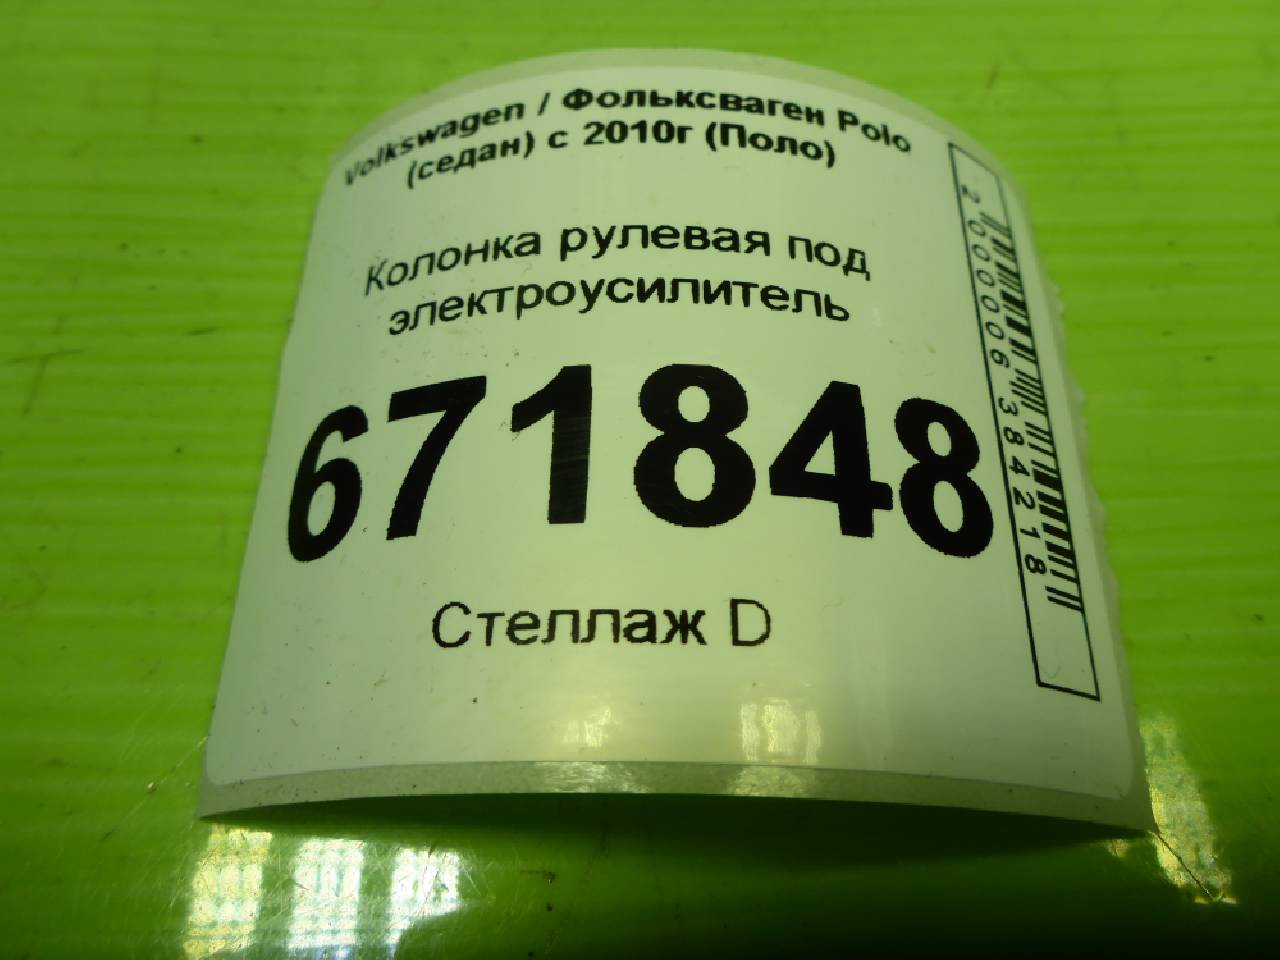 Volkswagen / Фольксваген Polo
(седан) с 2010г (Поло)
Колонка рулевая под
электроусилитель
671848
Стеллаж D
2000006384218